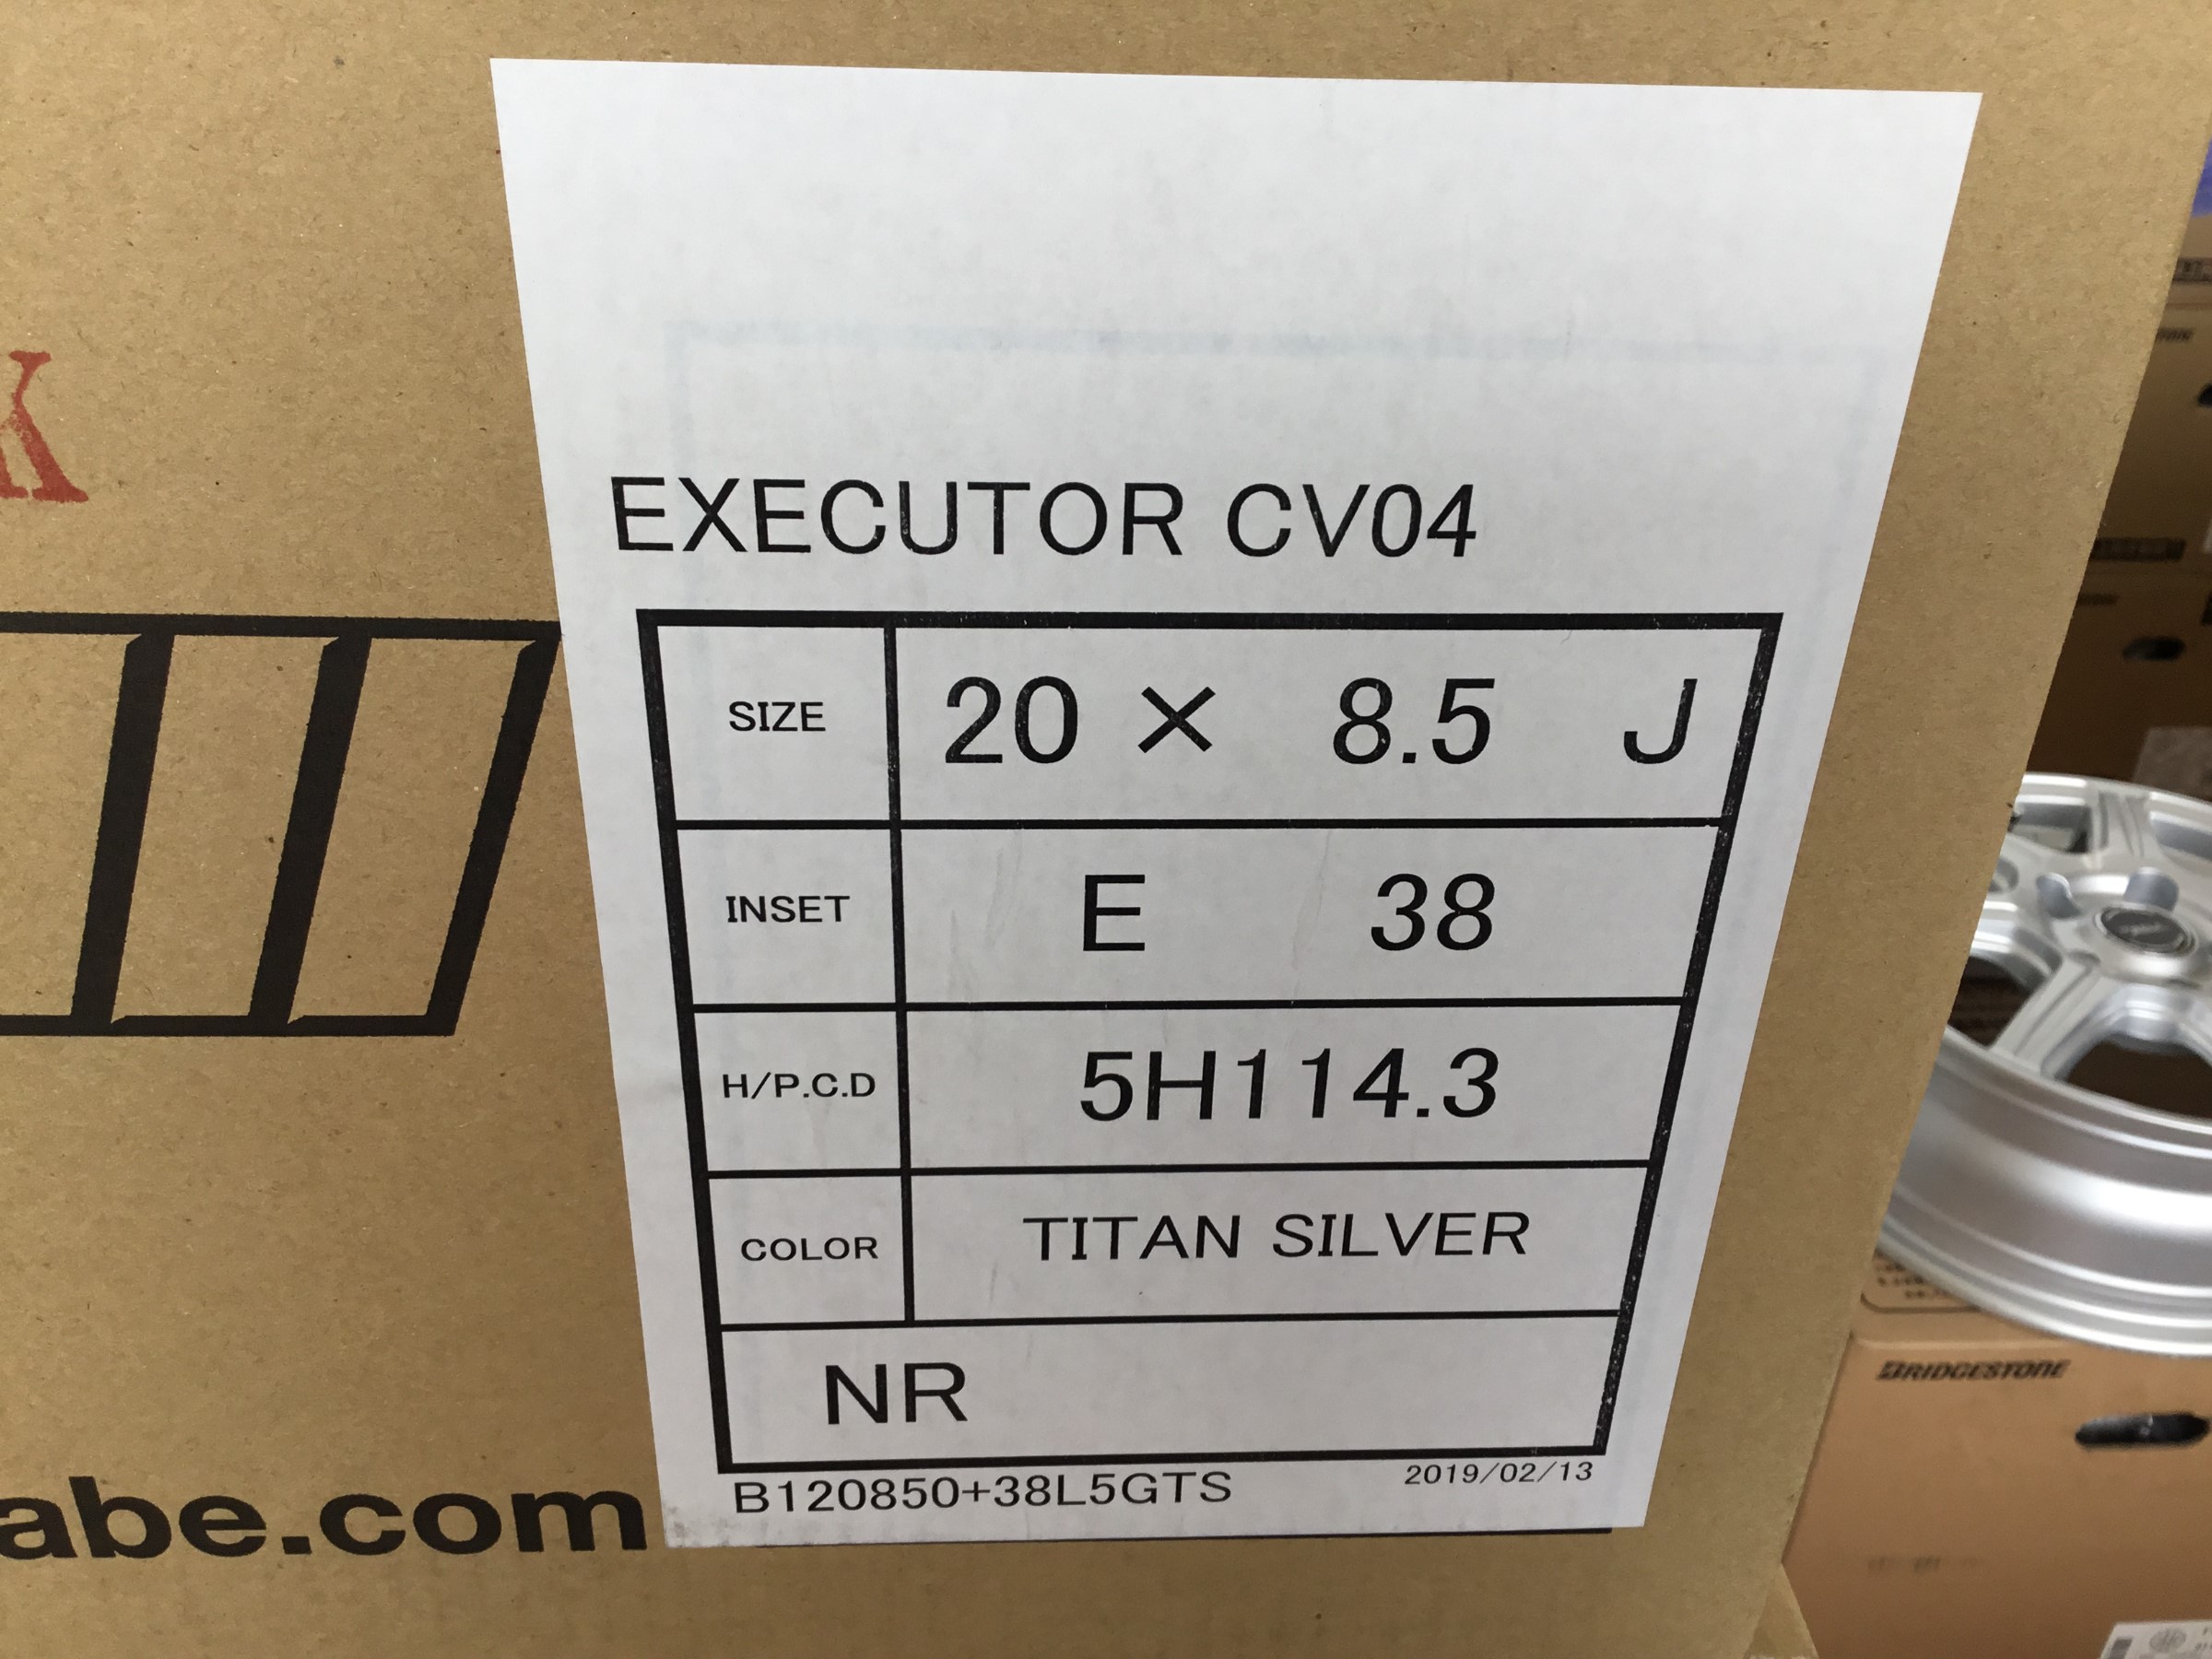 K
EXECUTOR CV04
SIZE 20 × 8.5 J
INSET E 38
H/P.C.D 5H114.3
COLOR TITAN SILVER
NR
B120850+38L5GTS 2019/02/13
abe.com
BRIDGESTONE